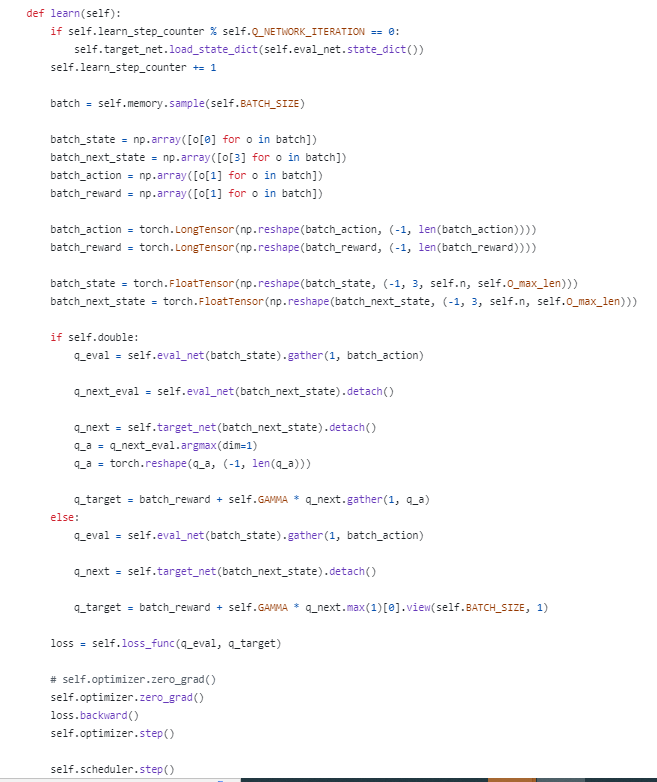 def learn(self):
if self.learn_step_counter % self.Q_NETWORK_ITERATION == 0:
self.target_net.load_state_dict(self.eval_net.state_dict())
self.learn_step_counter += 1
batch = self.memory.sample(self.BATCH_SIZE)
batch_state = np.array([o[0] for o in batch])
batch_next_state = np.array([o[3] for o in batch])
batch_action = np.array([o[1] for o in batch])
batch_reward = np.array([o[1] for o in batch])
batch_action = torch.LongTensor(np.reshape(batch_action, (-1, len(batch_action))))
batch_reward = torch.LongTensor(np.reshape(batch_reward, (-1, len(batch_reward))))
batch_state = torch.FloatTensor(np.reshape(batch_state, (-1, 3, self.n, self.O_max_len)))
batch_next_state = torch.FloatTensor(np.reshape(batch_next_state, (-1, 3, self.n, self.O_max_len)))
if self.double:
q_eval = self.eval_net(batch_state).gather(1, batch_action)
q_next_eval = self.eval_net(batch_next_state).detach()
q_next = self.target_net(batch_next_state).detach()
q_a = q_next_eval.argmax(dim=1)
q_a = torch.reshape(q_a, (-1, len(q_a)))
q_target = batch_reward + self.GAMMA * q_next.gather(1, q_a)
else:
q_eval = self.eval_net(batch_state).gather(1, batch_action)
q_next = self.target_net(batch_next_state).detach()
q_target = batch_reward + self.GAMMA * q_next.max(1)[0].view(self.BATCH_SIZE, 1)
loss = self.loss_func(q_eval, q_target)
# self.optimizer.zero_grad()
self.optimizer.zero_grad()
loss.backward()
self.optimizer.step()
self.scheduler.step()